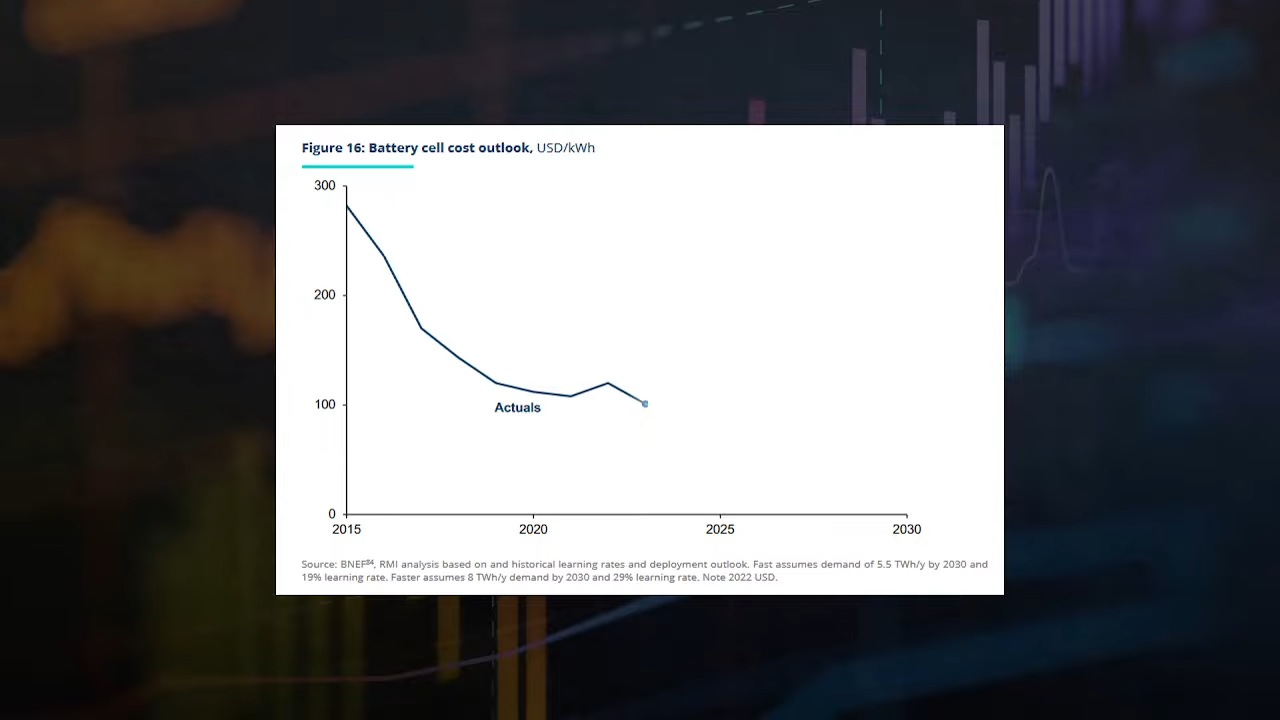 Figure 16: Battery cell cost outlook, USD/kWh
300
200
100
0
Actuals
2015
2020
2025
2030
Source: BNEF⁸⁴, RMI analysis based on and historical learning rates and deployment outlook. Fast assumes demand of 5.5 TWh/y by 2030 and
19% learning rate. Faster assumes 8 TWh/y demand by 2030 and 29% learning rate. Note 2022 USD.